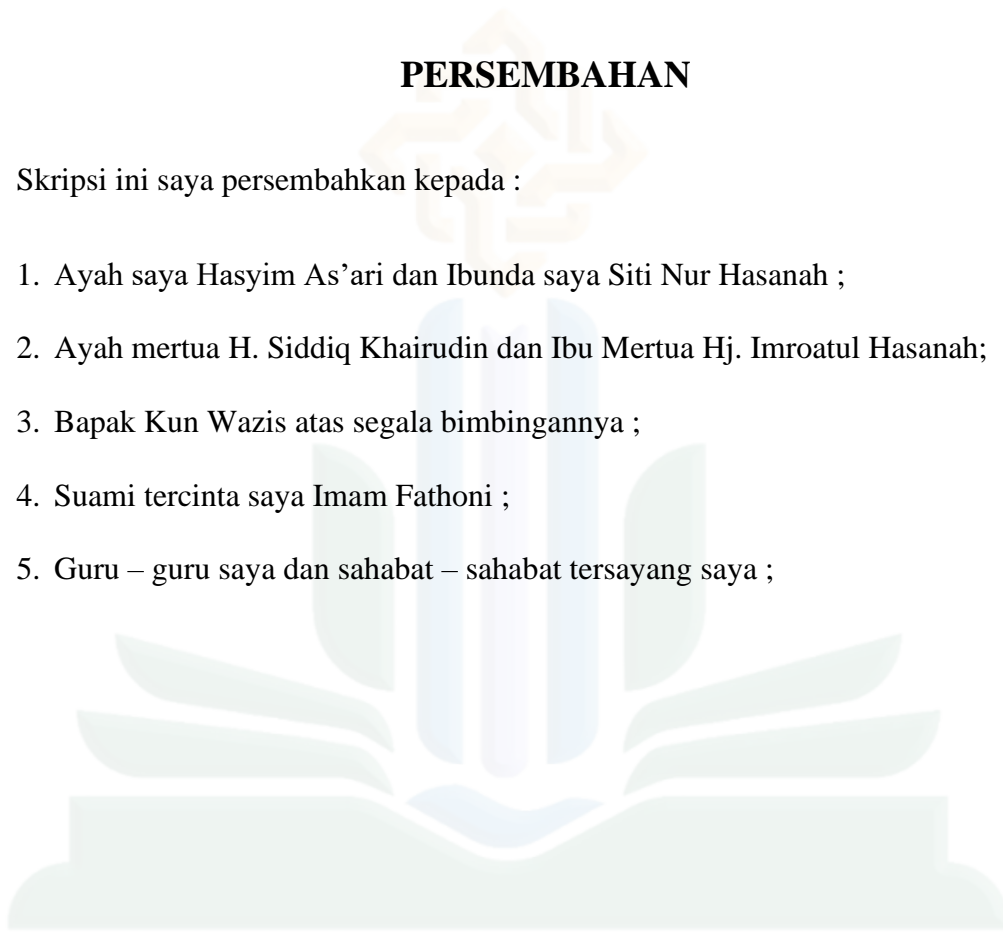 PERSEMBAHAN
Skripsi ini saya persembahkan kepada :
1. Ayah saya Hasyim As’ari dan Ibunda saya Siti Nur Hasanah ;
2. Ayah mertua H. Siddiq Khairudin dan Ibu Mertua Hj. Imroatul Hasanah;
3. Bapak Kun Wazis atas segala bimbingannya ;
4. Suami tercinta saya Imam Fathoni ;
5. Guru – guru saya dan sahabat – sahabat tersayang saya ;